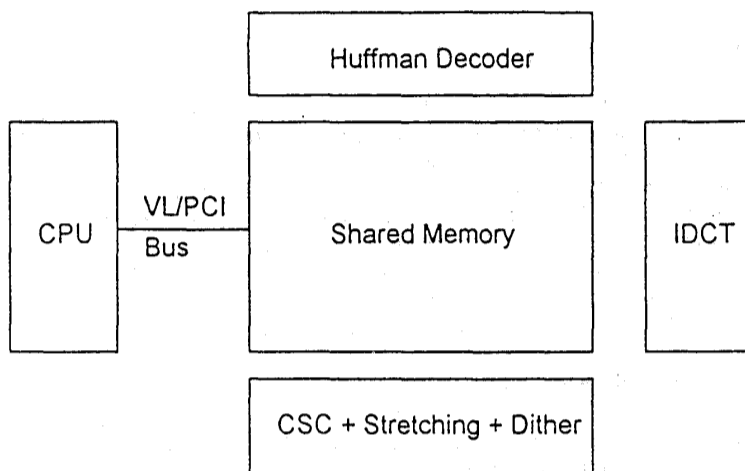 Huffman Decoder
VL/PCI
CPU
Shared Memory
IDCT
Bus
CSC + Stretching + Dither